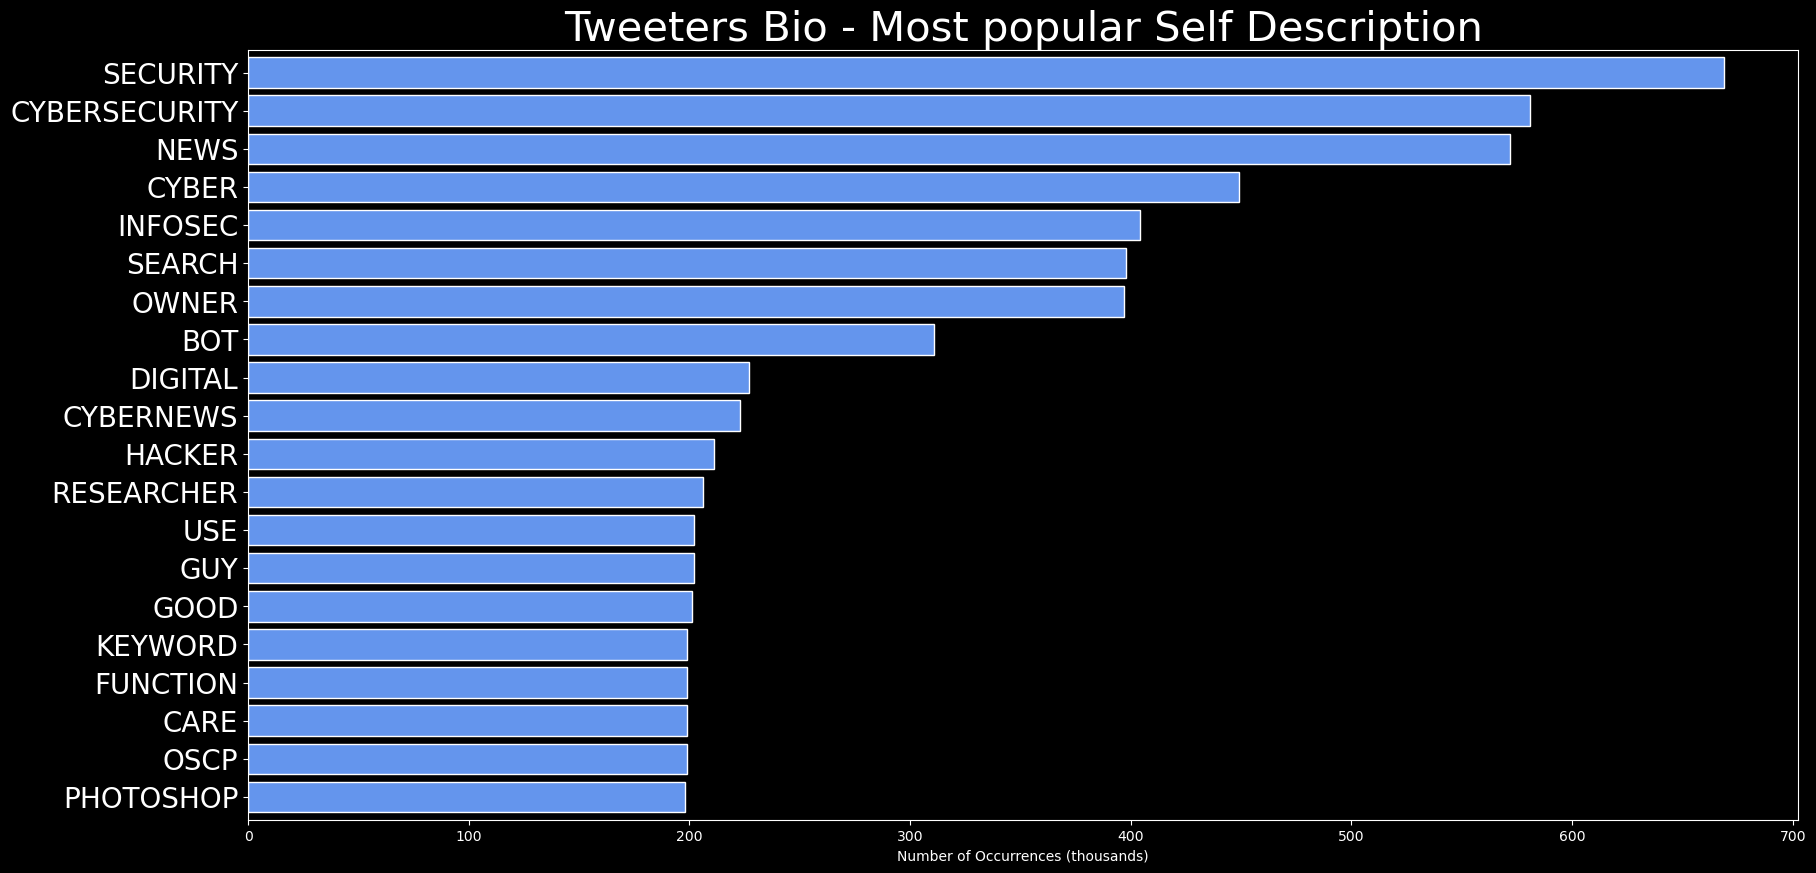 Tweeters Bio - Most popular Self Description
SECURITY
CYBERSECURITY
NEWS
CYBER
INFOSEC
SEARCH
OWNER
BOT
DIGITAL
CYBERNEWS
HACKER
RESEARCHER
USE
GUY
GOOD
KEYWORD
FUNCTION
CARE
OSCP
PHOTOSHOP
0 100 200 300 400 500 600 700
Number of Occurrences (thousands)